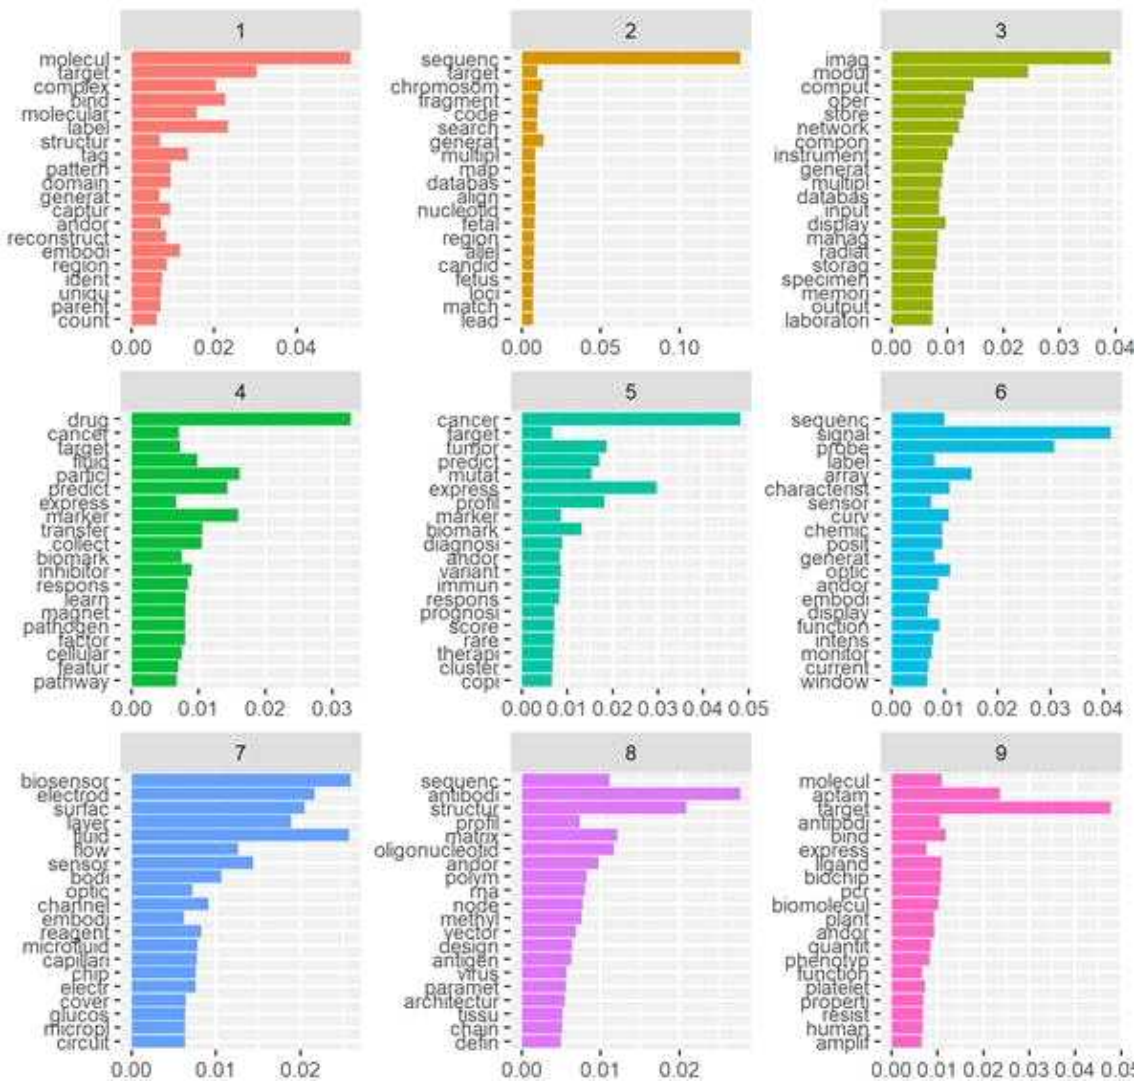 1
molecul
target
complex
bind
molecular
label
structur
tag
pattern
domain
generat
captur
andor
reconstruct
embodi
region
ident
uniqu
parent
count
0.00 0.02 0.04
2
sequenc
target
chromosom
fragment
code
search
generat
multipl
map
databas
align
nucleotid
fetal
region
allel
candid
fetus
loci
match
lead
0.00 0.05 0.10
3
imag
modul
comput
oper
store
network
compon
instrument
generat
multipl
databas
input
display
manag
radiat
storag
specimen
memori
output
laboratori
0.00 0.01 0.02 0.03 0.04
4
drug
cancer
target
fluid
particl
predict
express
marker
transfer
collect
biomark
inhibitor
respons
learn
magnet
pathogen
factor
cellular
featur
pathway
0.00 0.01 0.02 0.03
5
cancer
target
tumor
predict
mutat
express
profil
marker
biomark
diagnosi
andor
variant
immun
respons
prognosi
score
rare
therapi
cluster
copi
0.00 0.01 0.02 0.03 0.04 0.05
6
sequenc
signal
probe
label
array
characterist
sensor
curv
chemic
posit
generat
optic
andor
embodi
display
function
intens
monitor
current
window
0.00 0.01 0.02 0.03 0.04
7
biosensor
electrod
surfac
layer
fluid
flow
sensor
bodi
optic
channel
embodi
reagent
microfluid
capillari
chip
electr
cover
glucos
micropl
circuit
0.00 0.01 0.02
8
sequenc
antibodi
structur
profil
matrix
oligonucleotid
andor
polym
rna
node
methyl
vector
design
antigen
virus
paramet
architectur
tissu
chain
defin
0.00 0.01 0.02
9
molecul
aptam
target
antibodi
bind
express
ligand
biochip
pcr
biomolecul
plant
andor
quantit
phenotyp
function
platelet
properti
resist
human
amplif
0.00 0.01 0.02 0.03 0.04 0.05